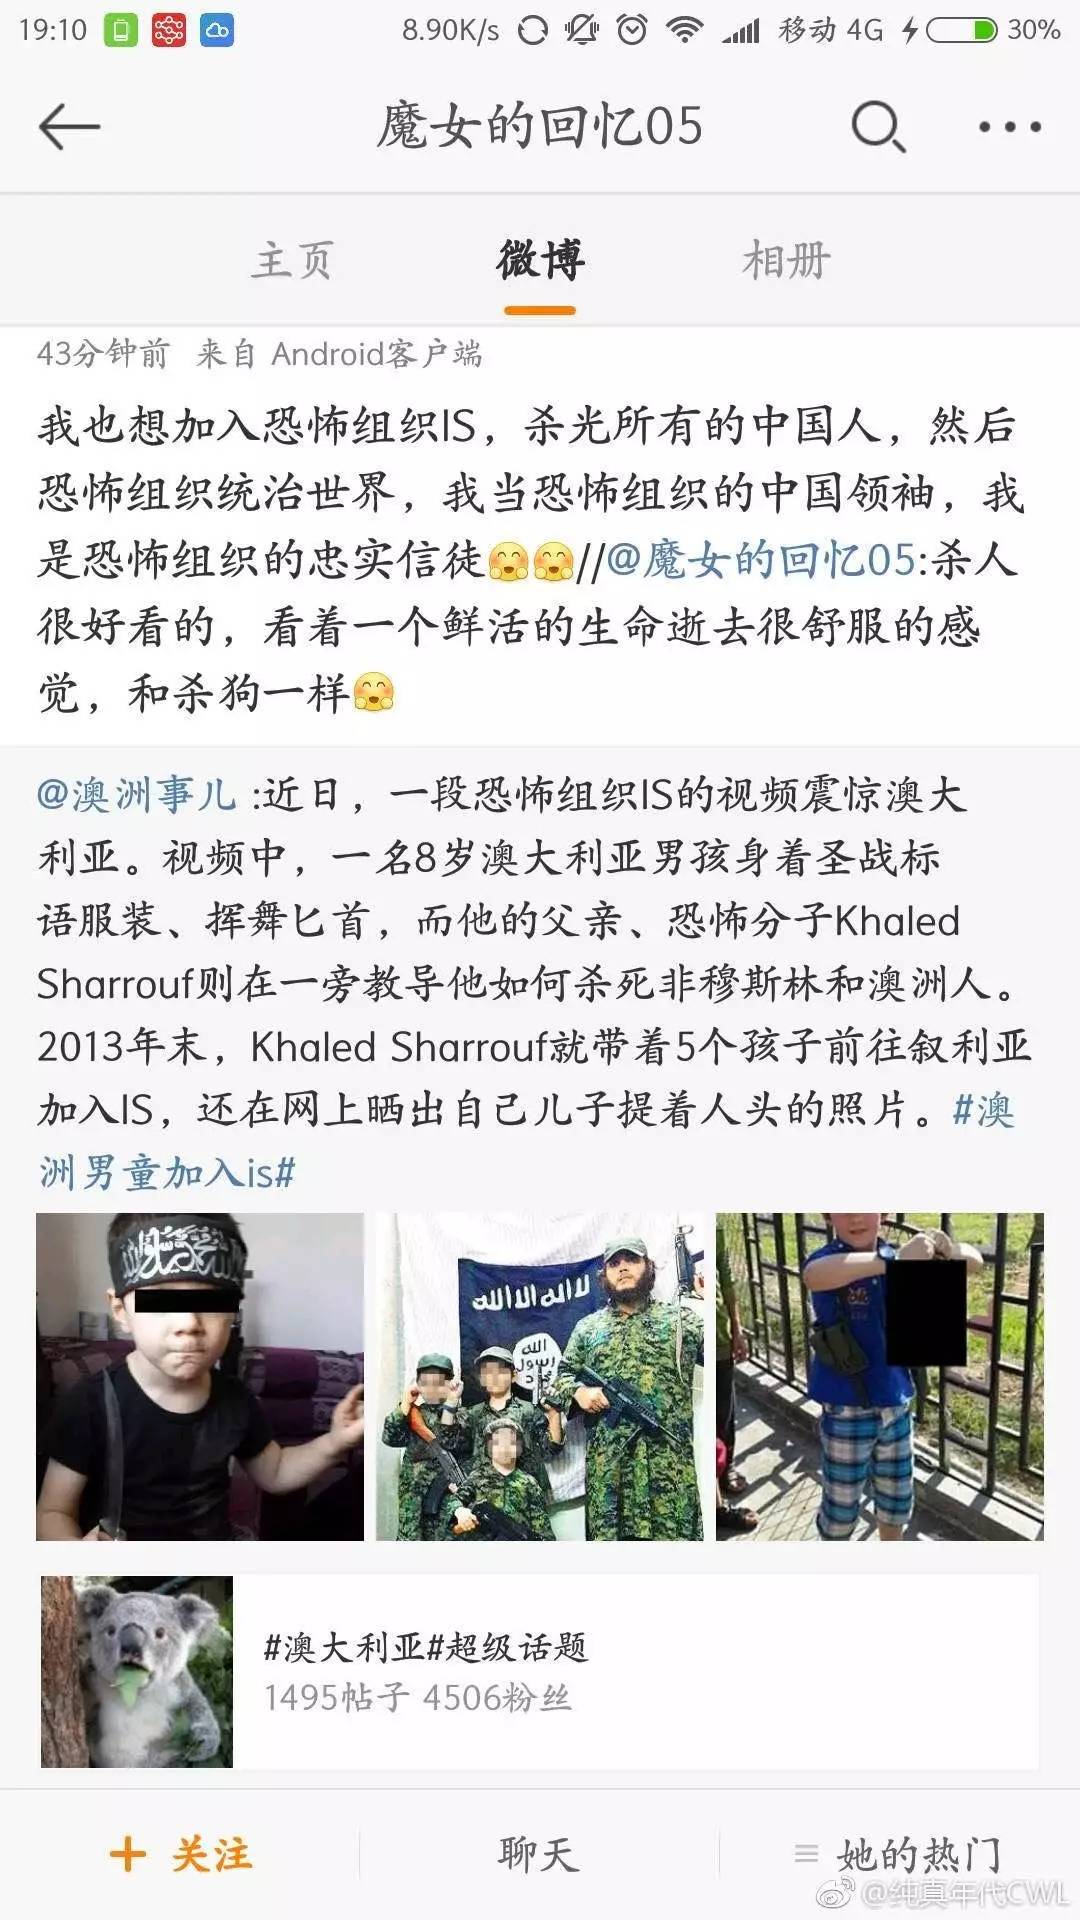 19:10 8.90K/s 移动 4G 30%
魔女的回忆05
主页 微博 相册
43分钟前 来自 Android客户端
我也想加入恐怖组织IS，杀光所有的中国人，然后
恐怖组织统治世界，我当恐怖组织的中国领袖，我
是恐怖组织的忠实信徒🤗🤗//@魔女的回忆05:杀人
很好看的，看着一个鲜活的生命逝去很舒服的感
觉，和杀狗一样🤗
@澳洲事儿 :近日，一段恐怖组织IS的视频震惊澳大
利亚。视频中，一名8岁澳大利亚男孩身着圣战标
语服装、挥舞匕首，而他的父亲、恐怖分子Khaled
Sharrouf则在一旁教导他如何杀死非穆斯林和澳洲人。
2013年末，Khaled Sharrouf就带着5个孩子前往叙利亚
加入IS，还在网上晒出自己儿子提着人头的照片。#澳
洲男童加入is#
لا اله الا الله
الله
رسول
محمد
#澳大利亚#超级话题
1495帖子 4506粉丝
+ 关注 聊天 她的热门
@纯真年代CWL